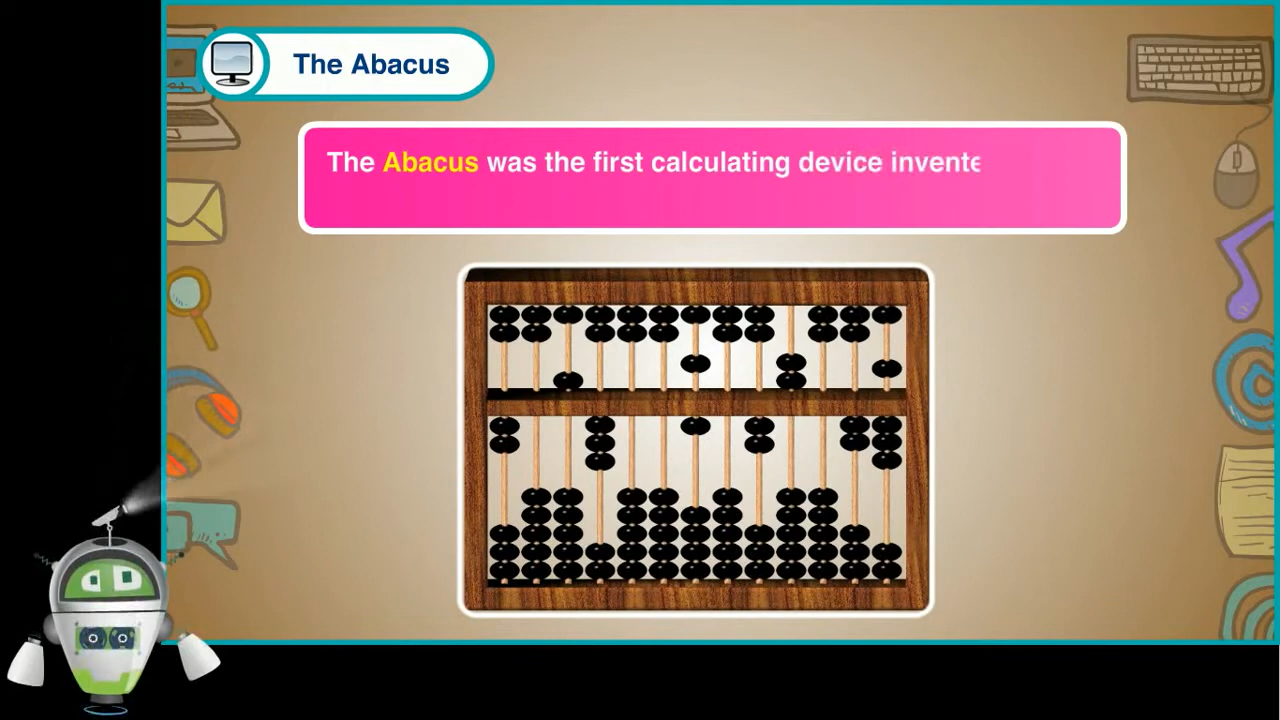 The Abacus
The Abacus was the first calculating device invente